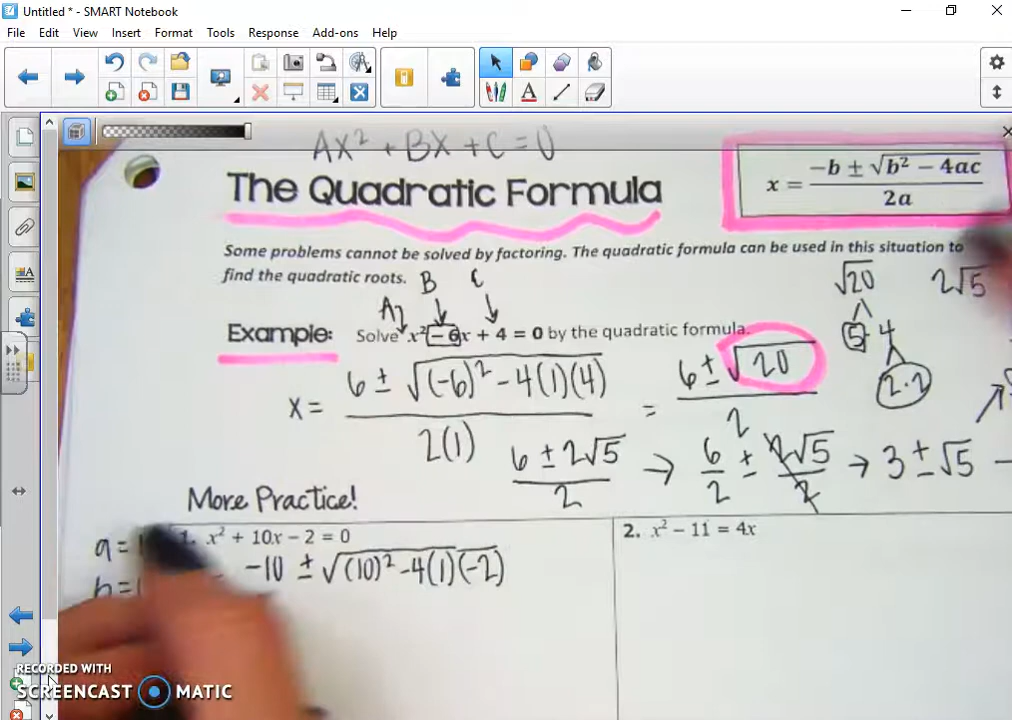 Untitled * - SMART Notebook
File Edit View Insert Format Tools Response Add-ons Help
AX² + BX + C = 0
The Quadratic Formula
x = (-b ± √(b² - 4ac)) / 2a
Some problems cannot be solved by factoring. The quadratic formula can be used in this situation to
find the quadratic roots.
A B C
√20 2√5
5 · 4
2·2
Example: Solve x² - 6x + 4 = 0 by the quadratic formula.
x = (6 ± √((-6)² - 4(1)(4))) / 2(1) = (6 ± √20) / 2
(6 ± 2√5) / 2 → 6/2 ± 2√5/2 → 3 ± √5
More Practice!
1. x² + 10x - 2 = 0
a =
b =
-10 ± √((10)² - 4(1)(-2))
2. x² - 11 = 4x
RECORDED WITH
SCREENCAST MATIC